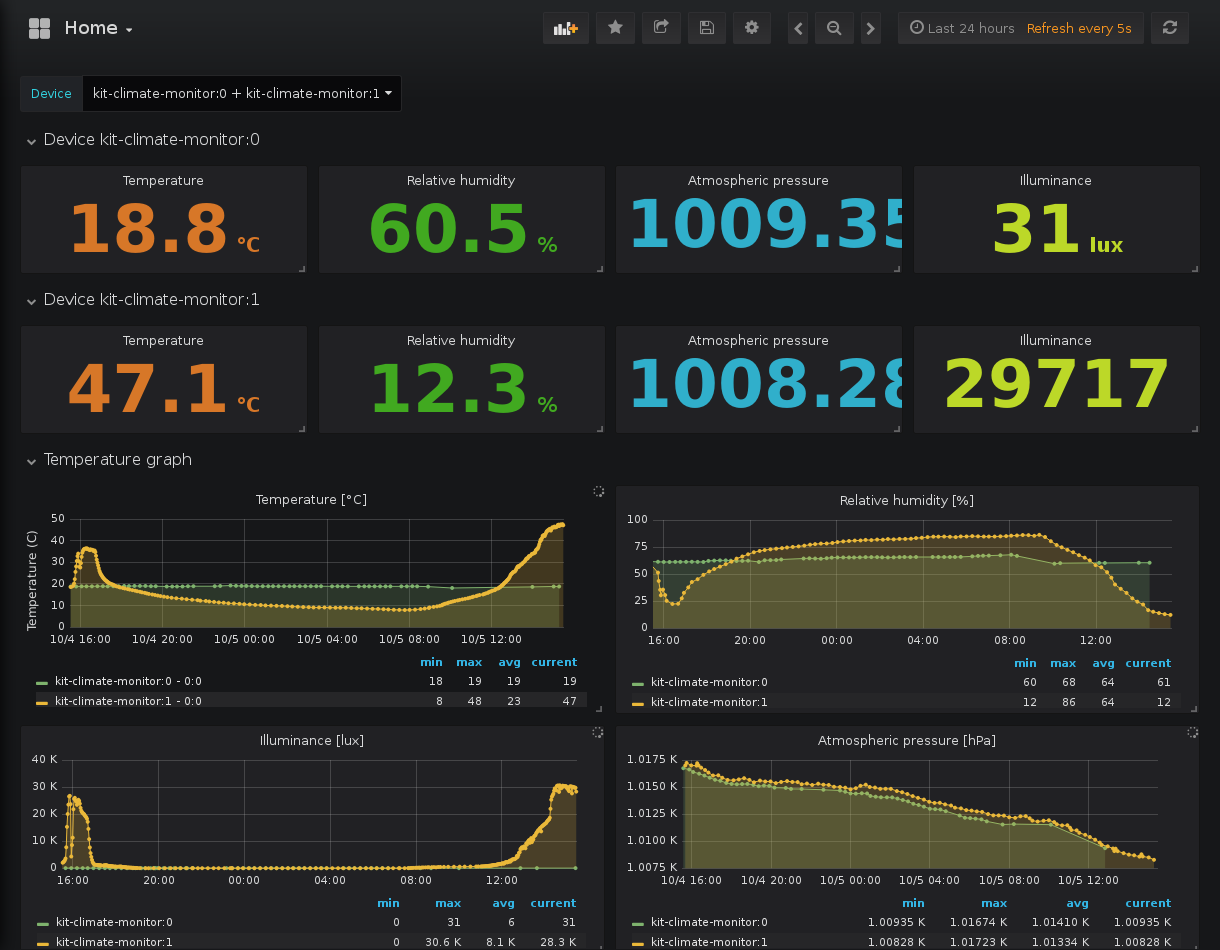 Home
Last 24 hours Refresh every 5s
Device kit-climate-monitor:0 + kit-climate-monitor:1
Device kit-climate-monitor:0
Temperature Relative humidity Atmospheric pressure Illuminance
18.8 °C 60.5 % 1009.35 31 lux
Device kit-climate-monitor:1
Temperature Relative humidity Atmospheric pressure Illuminance
47.1 °C 12.3 % 1008.28 29717
Temperature graph
Temperature [°C]
Temperature (C)
50
40
30
20
10
0
10/4 16:00 10/4 20:00 10/5 00:00 10/5 04:00 10/5 08:00 10/5 12:00
min max avg current
kit-climate-monitor:0 - 0:0 18 19 19 19
kit-climate-monitor:1 - 0:0 8 48 23 47
Relative humidity [%]
100
75
50
25
0
16:00 20:00 00:00 04:00 08:00 12:00
min max avg current
kit-climate-monitor:0 60 68 64 61
kit-climate-monitor:1 12 86 64 12
Illuminance [lux]
40 K
30 K
20 K
10 K
0
16:00 20:00 00:00 04:00 08:00 12:00
min max avg current
kit-climate-monitor:0 0 31 6 31
kit-climate-monitor:1 0 30.6 K 8.1 K 28.3 K
Atmospheric pressure [hPa]
1.0175 K
1.0150 K
1.0125 K
1.0100 K
1.0075 K
10/4 16:00 10/4 20:00 10/5 00:00 10/5 04:00 10/5 08:00 10/5 12:00
min max avg current
kit-climate-monitor:0 1.00935 K 1.01674 K 1.01410 K 1.00935 K
kit-climate-monitor:1 1.00828 K 1.01723 K 1.01334 K 1.00828 K